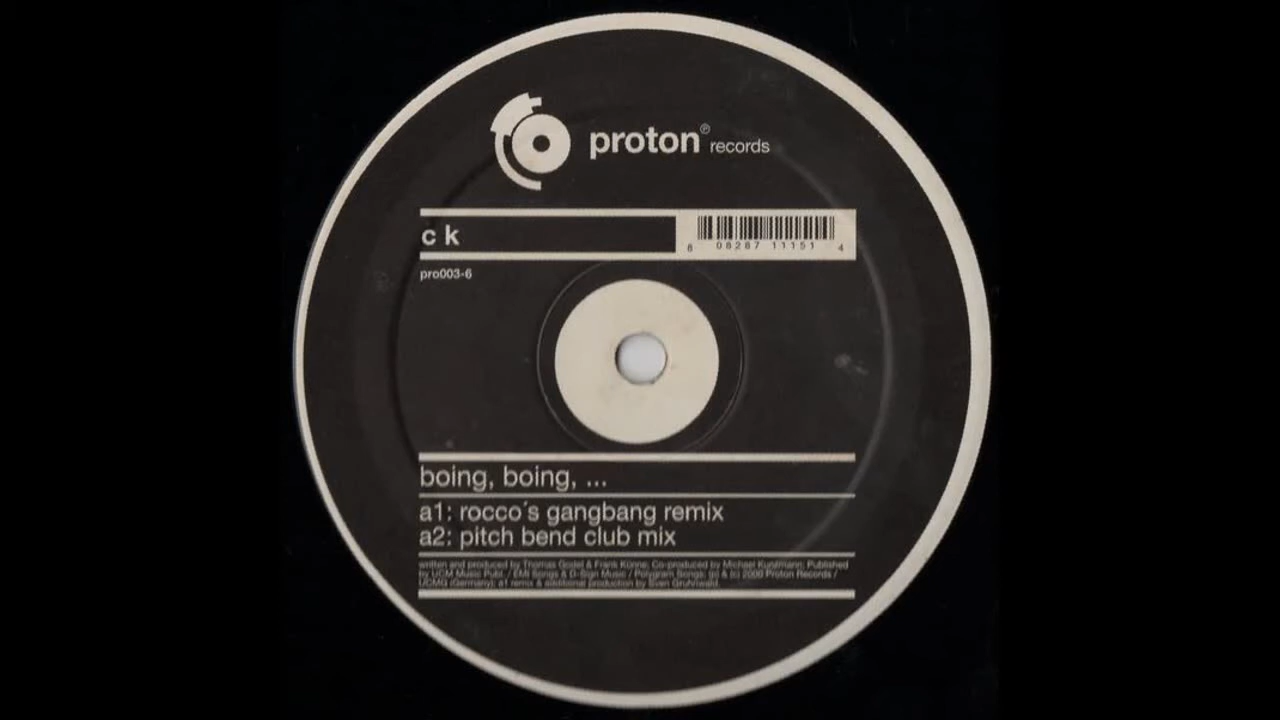 proton® records
c k
8 08287 11151 4
pro003-6
boing, boing, ...
a1: rocco´s gangbang remix
a2: pitch bend club mix
written and produced by Thomas Godel & Frank Könne; Co-produced by Michael Kunzmann; Published
by UCM Music Publ. / EMI Songs & D-Sign Music / Polygram Songs; (p) & (c) 2000 Proton Records /
UCMG (Germany); a1 remix & additional production by Sven Gruhnwald.